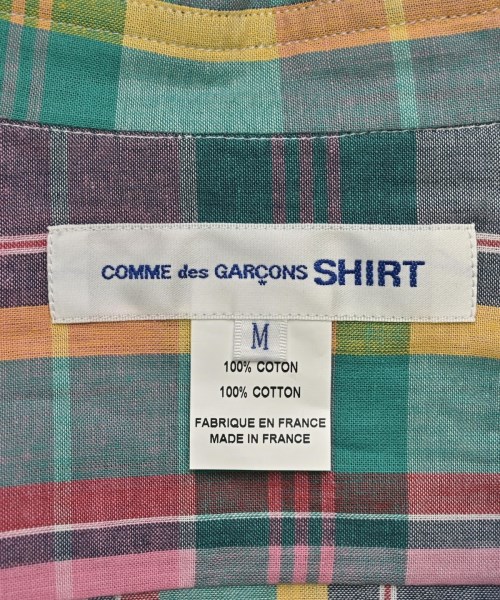 COMME des GARÇONS SHIRT
M
100% COTON
100% COTTON
FABRIQUE EN FRANCE
MADE IN FRANCE